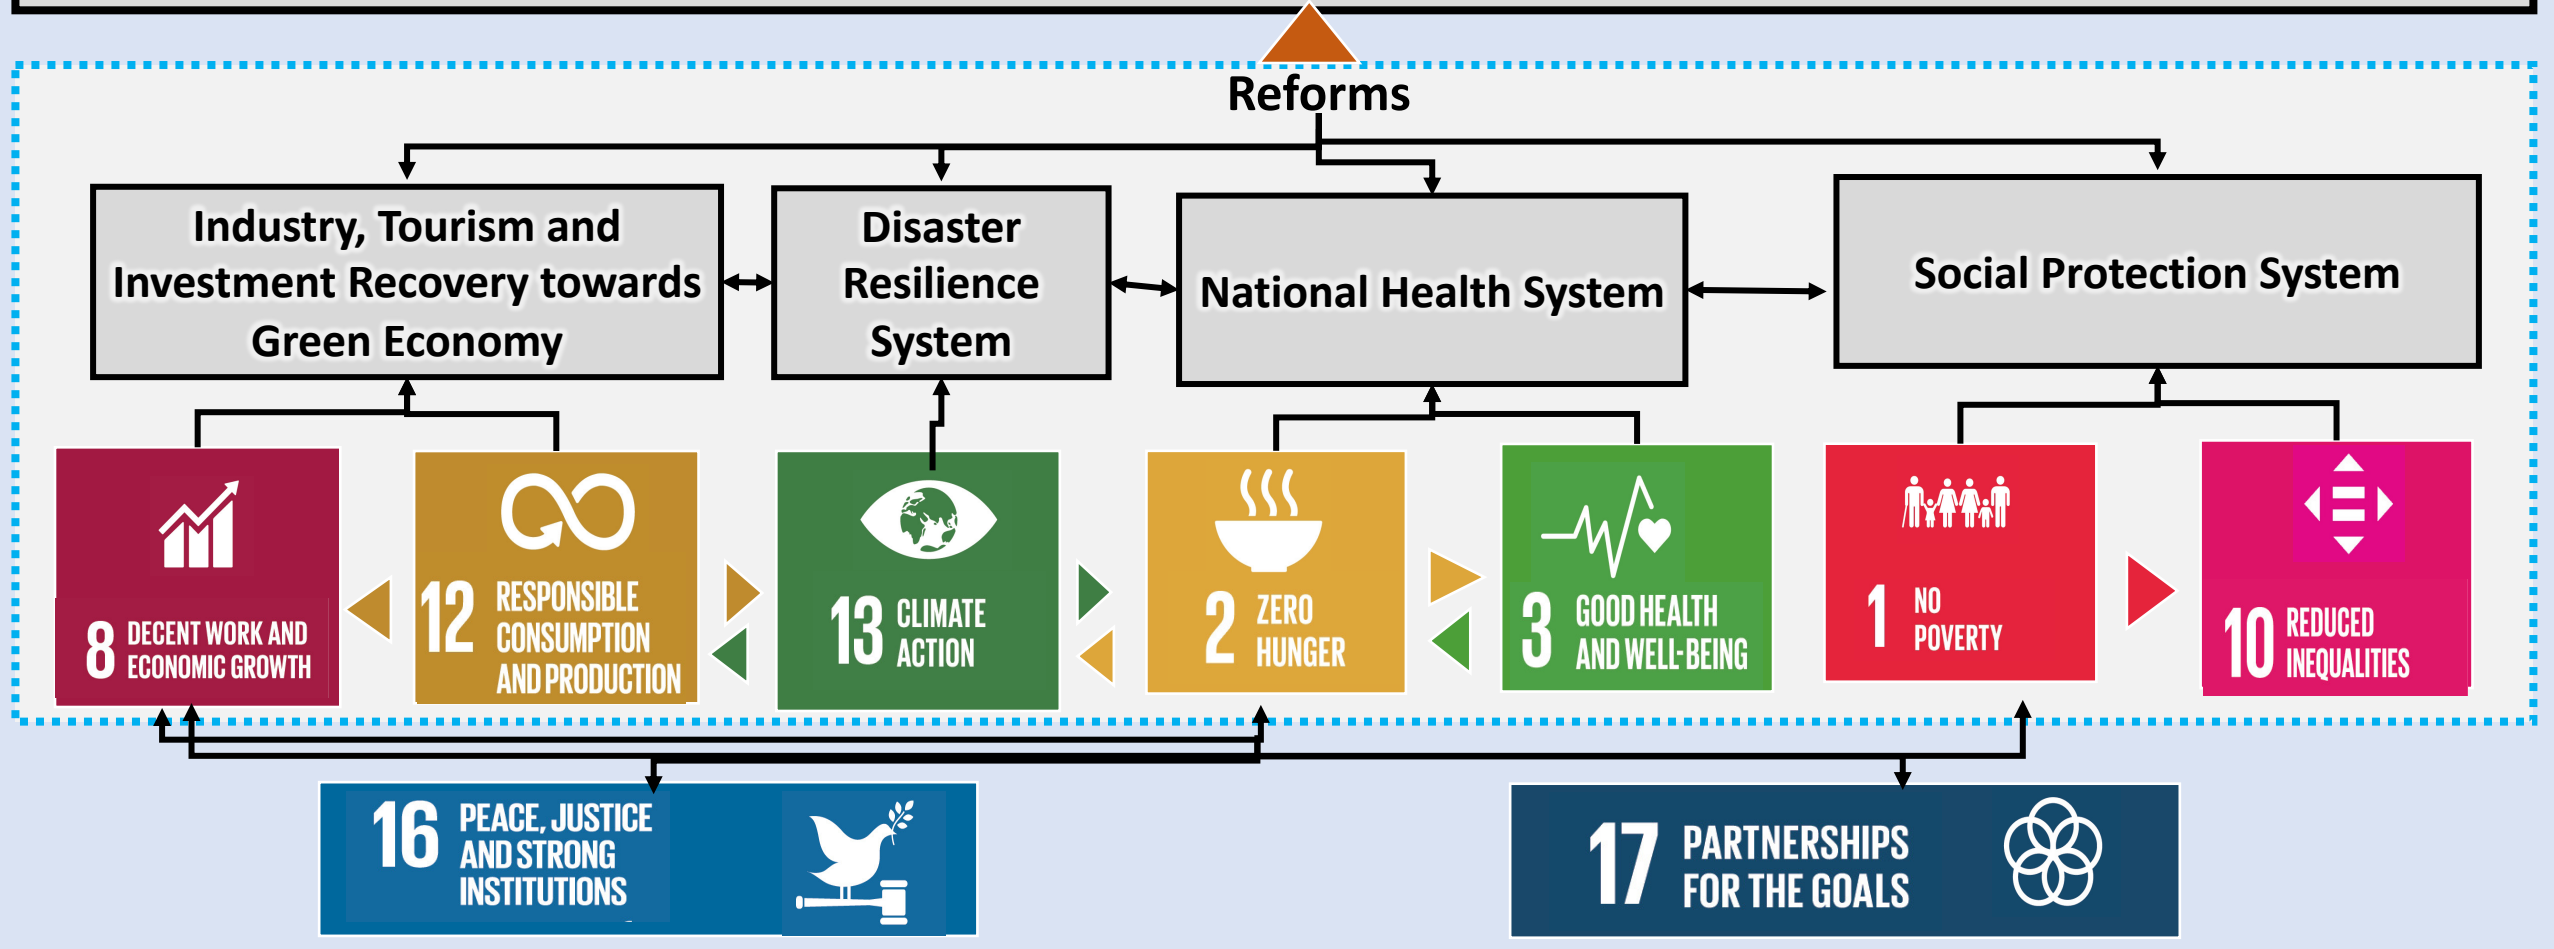 Reforms
Industry, Tourism and
Investment Recovery towards
Green Economy
Disaster
Resilience
System
National Health System
Social Protection System
8 DECENT WORK AND
ECONOMIC GROWTH
12 RESPONSIBLE
CONSUMPTION
AND PRODUCTION
13 CLIMATE
ACTION
2 ZERO
HUNGER
3 GOOD HEALTH
AND WELL-BEING
1 NO
POVERTY
10 REDUCED
INEQUALITIES
16 PEACE, JUSTICE
AND STRONG
INSTITUTIONS
17 PARTNERSHIPS
FOR THE GOALS